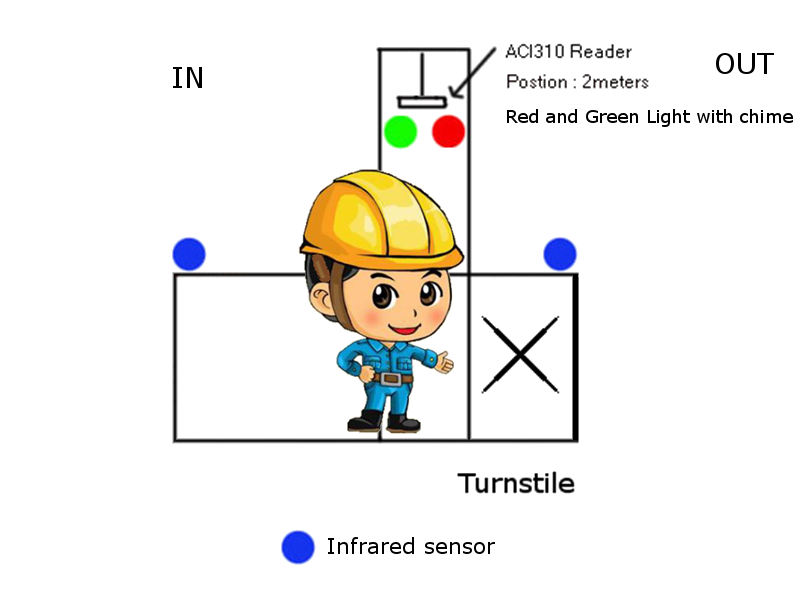 IN
ACI310 Reader
OUT
Postion : 2meters
Red and Green Light with chime
Turnstile
Infrared sensor